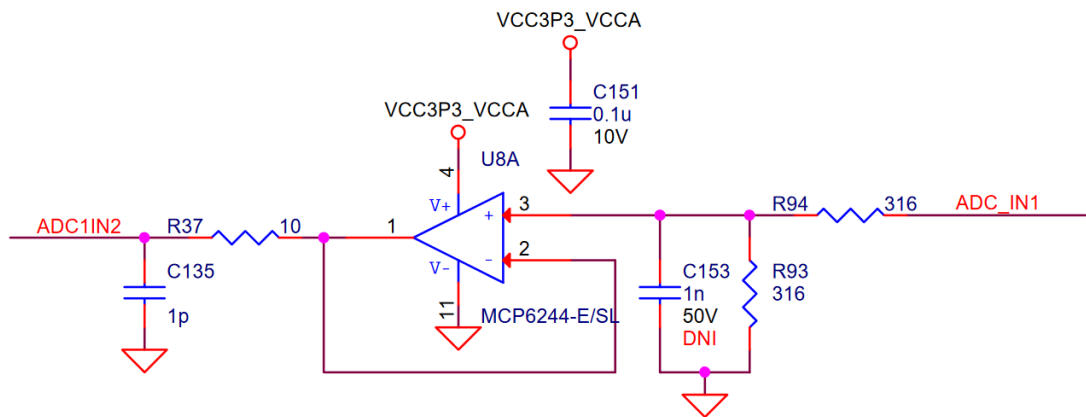 VCC3P3_VCCA
C151
0.1u
10V
VCC3P3_VCCA
U8A
4
V+
ADC1IN2
R37
10
1
+
3
R94
316
ADC_IN1
-
2
V-
C135
1p
11
MCP6244-E/SL
C153
1n
50V
DNI
R93
316